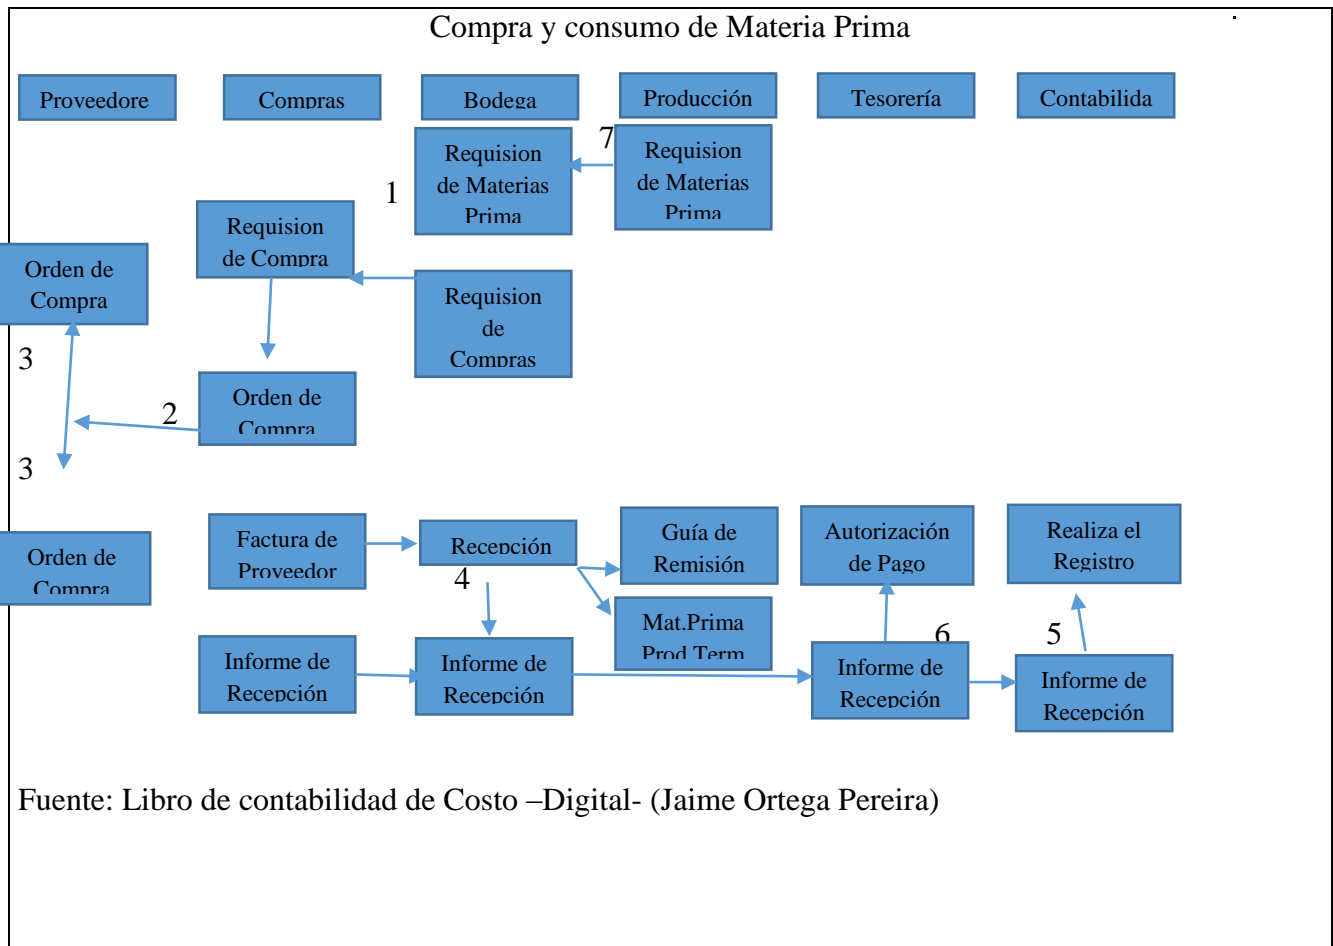 Compra y consumo de Materia Prima
Proveedore
Compras
Bodega
Producción
Tesorería
Contabilida
Requision
de Materias
Prima
7
Requision
de Materias
Prima
1
Requision
de Compra
Orden de
Compra
Requision
de
Compras
3
Orden de
Compra
2
3
Orden de
Compra
Factura de
Proveedor
Recepción
4
Guía de
Remisión
Autorización
de Pago
Realiza el
Registro
Mat.Prima
Prod Term
6
5
Informe de
Recepción
Informe de
Recepción
Informe de
Recepción
Informe de
Recepción
Fuente: Libro de contabilidad de Costo –Digital- (Jaime Ortega Pereira)